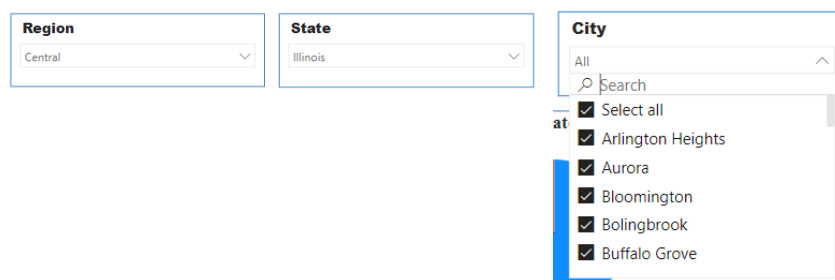 Region
Central
State
Illinois
City
All
Search
Select all
Arlington Heights
Aurora
Bloomington
Bolingbrook
Buffalo Grove